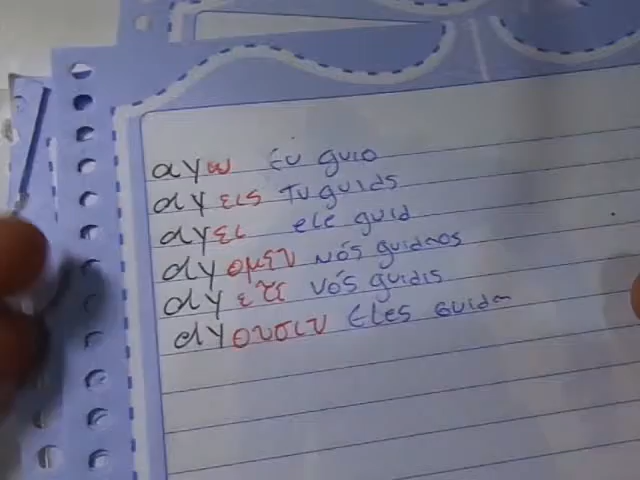 αγω Eu guio
αγεις Tu guias
αγει ele guia
αγομεν Nós guiamos
αγετε Vós guiais
αγουσιν Eles guiam